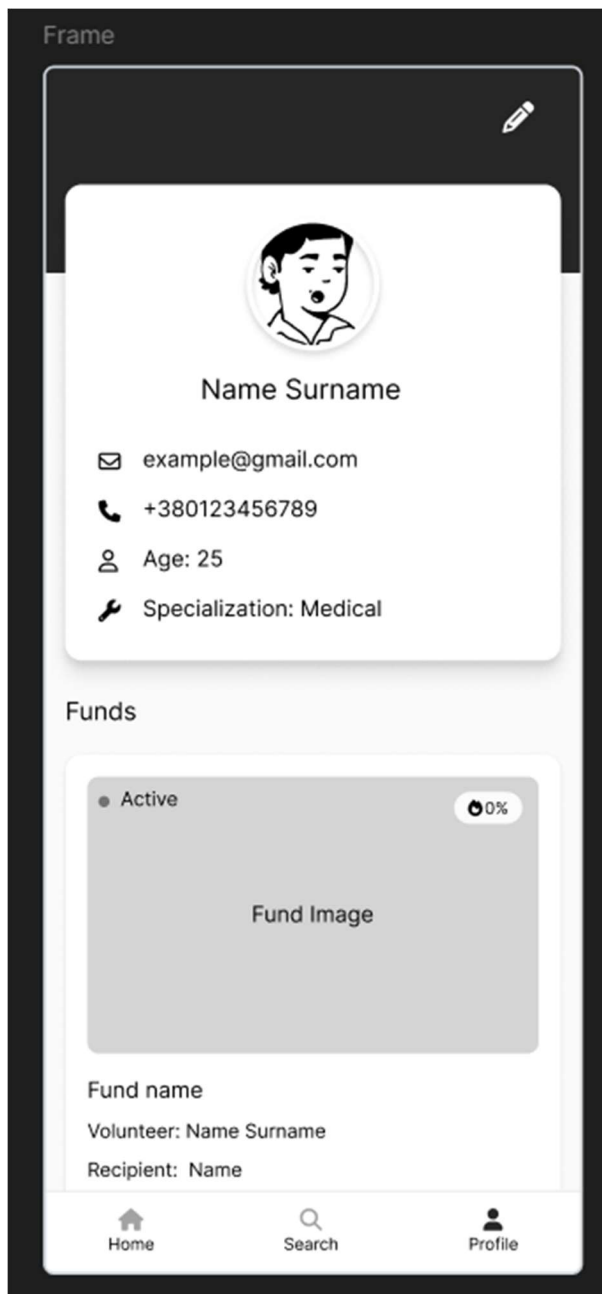 Frame
Name Surname
example@gmail.com
+380123456789
Age: 25
Specialization: Medical
Funds
Active
0%
Fund Image
Fund name
Volunteer: Name Surname
Recipient: Name
Home
Search
Profile